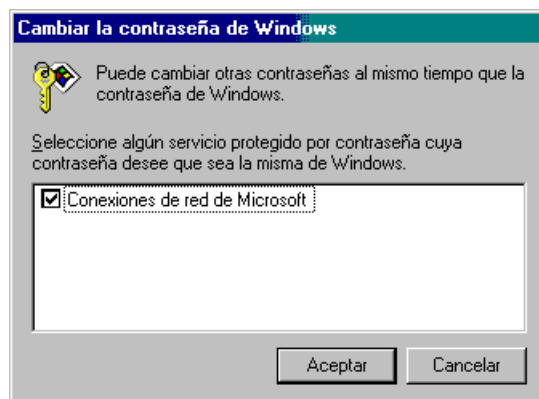 Cambiar la contraseña de Windows
Puede cambiar otras contraseñas al mismo tiempo que la
contraseña de Windows.
Seleccione algún servicio protegido por contraseña cuya
contraseña desee que sea la misma de Windows.
Conexiones de red de Microsoft
Aceptar
Cancelar